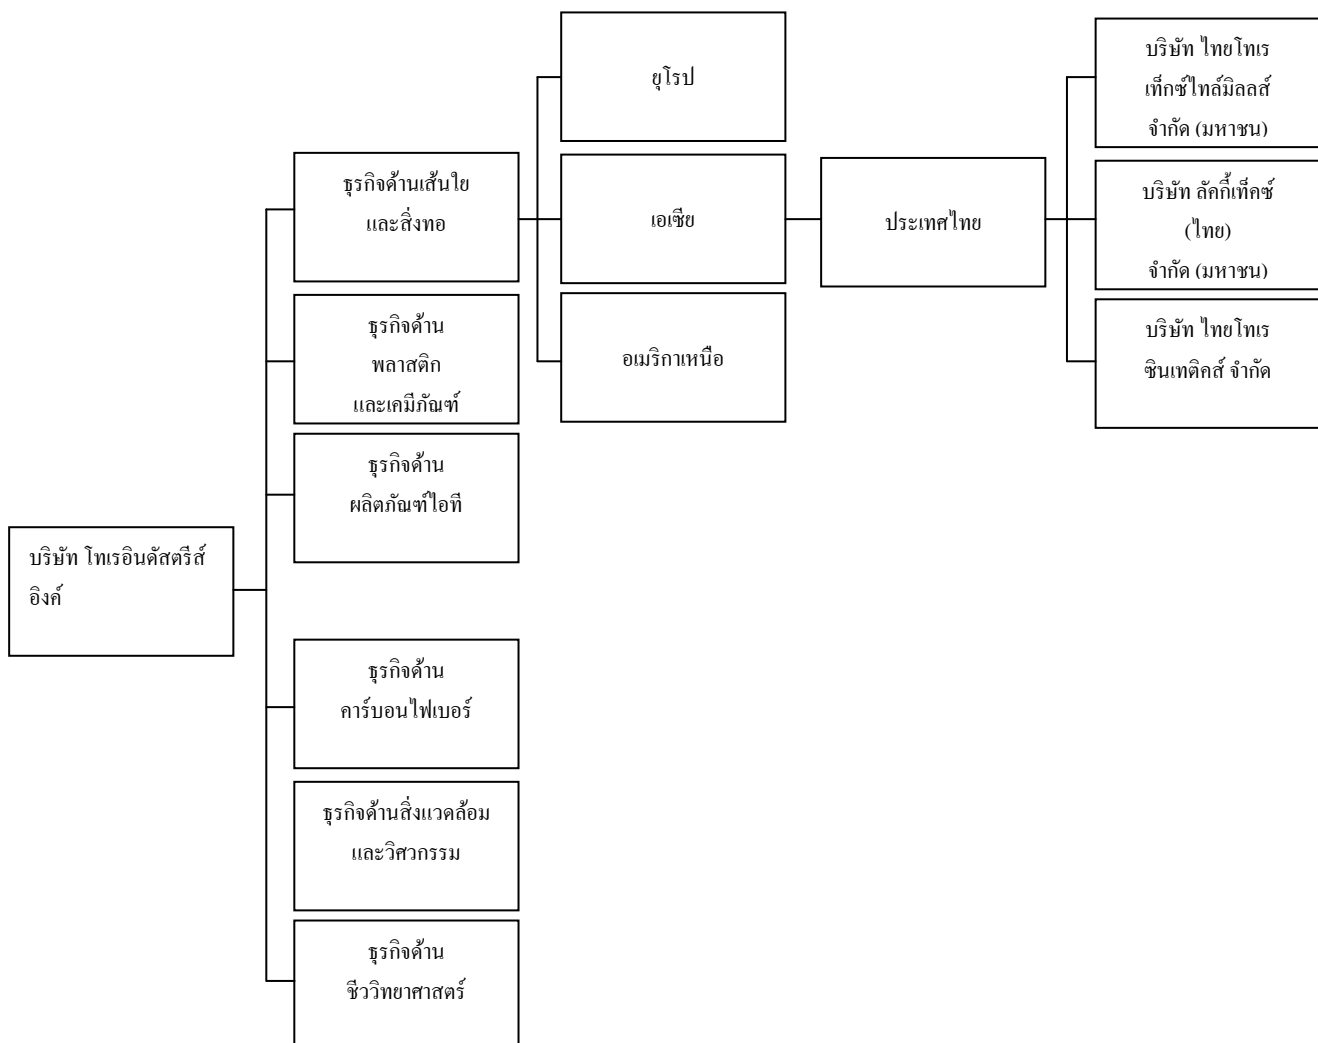 บริษัท โทเรอินดัสตรีส์
อิงค์
ธุรกิจด้านเส้นใย
และสิ่งทอ
ธุรกิจด้าน
พลาสติก
และเคมีภัณฑ์
ธุรกิจด้าน
ผลิตภัณฑ์ไอที
ธุรกิจด้าน
คาร์บอนไฟเบอร์
ธุรกิจด้านสิ่งแวดล้อม
และวิศวกรรม
ธุรกิจด้าน
ชีววิทยาศาสตร์
ยุโรป
เอเซีย
อเมริกาเหนือ
ประเทศไทย
บริษัท ไทยโทเร
เท็กซ์ไทล์มิลลส์
จำกัด (มหาชน)
บริษัท ลัคกี้เท็คซ์
(ไทย)
จำกัด (มหาชน)
บริษัท ไทยโทเร
ซินเทติคส์ จำกัด